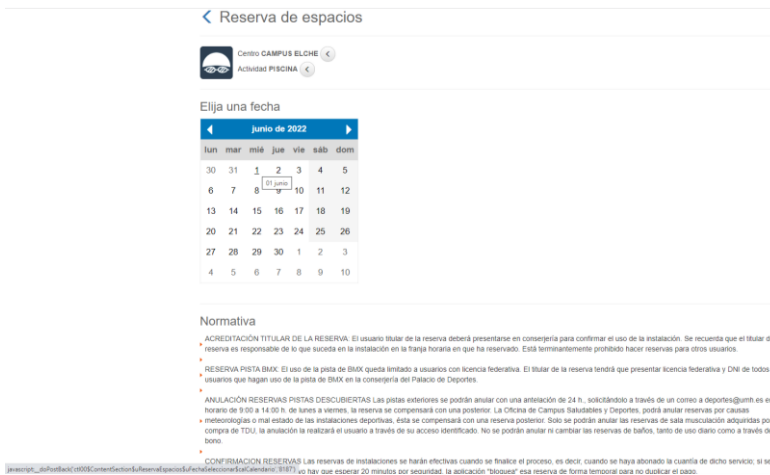 Reserva de espacios
Centro CAMPUS ELCHE
Actividad PISCINA
Elija una fecha
junio de 2022
lun mar mié jue vie sáb dom
30 31 1 2 3 4 5
01 junio
6 7 8 9 10 11 12
13 14 15 16 17 18 19
20 21 22 23 24 25 26
27 28 29 30 1 2 3
4 5 6 7 8 9 10
Normativa
ACREDITACIÓN TITULAR DE LA RESERVA. El usuario titular de la reserva deberá presentarse en conserjería para confirmar el uso de la instalación. Se recuerda que el titular d
reserva es responsable de lo que suceda en la instalación en la franja horaria en que ha reservado. Está terminantemente prohibido hacer reservas para otros usuarios.
RESERVA PISTA BMX: El uso de la pista de BMX queda limitado a usuarios con licencia federativa. El titular de la reserva tendrá que presentar licencia federativa y DNI de todos
usuarios que hagan uso de la pista de BMX en la conserjería del Palacio de Deportes.
ANULACIÓN RESERVAS PISTAS DESCUBIERTAS Las pistas exteriores se podrán anular con una antelación de 24 h., solicitándolo a través de un correo a deportes@umh.es e
horario de 9:00 a 14:00 h. de lunes a viernes, la reserva se compensará con una posterior. La Oficina de Campus Saludables y Deportes, podrá anular reservas por causas
meteorológías o mal estado de las instalaciones deportivas, ésta se compensará con una reserva posterior. Solo se podrán anular las reservas de sala musculación adquiridas po
compra de TDU, la anulación la realizará el usuario a través de su acceso identificado. No se podrán anular ni cambiar las reservas de baños, tanto de uso diario como a través d
bono.
CONFIRMACIÓN RESERVAS Las reservas de instalaciones se harán efectivas cuando se finalice el proceso, es decir, cuando se haya abonado la cuantía de dicho servicio; si se
vo hay que esperar 20 minutos por seguridad, la aplicación "bloquea" esa reserva de forma temporal para no duplicar el pago.